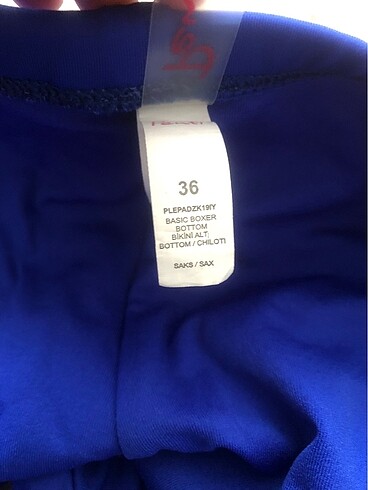 36
PLEPADZK19IY
BASIC BOXER
BOTTOM
BİKİNİ ALT;
BOTTOM / CHILOTI
SAKS / SAX